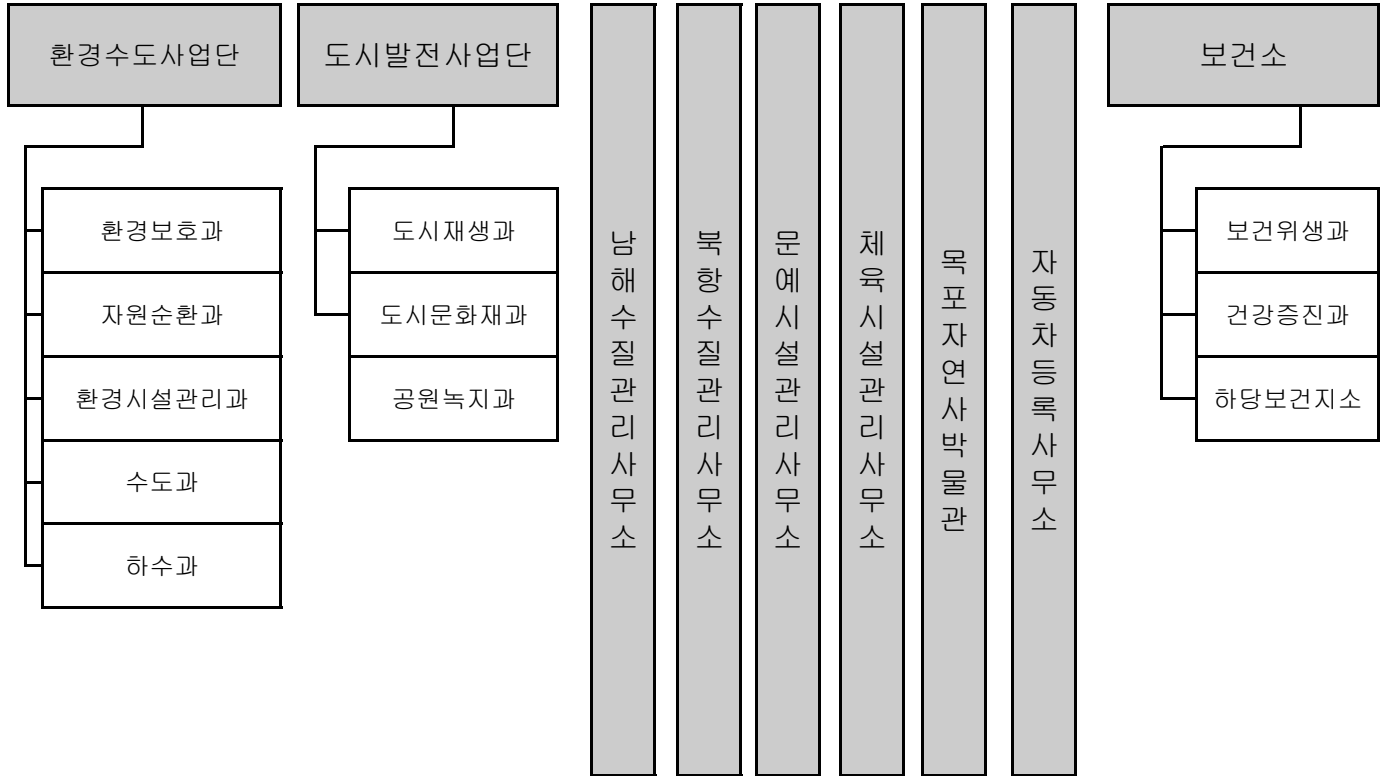 환경수도사업단
환경보호과
자원순환과
환경시설관리과
수도과
하수과
도시발전사업단
도시재생과
도시문화재과
공원녹지과
남해수질관리사무소
북항수질관리사무소
문예시설관리사무소
체육시설관리사무소
목포자연사박물관
자동차등록사무소
보건소
보건위생과
건강증진과
하당보건지소